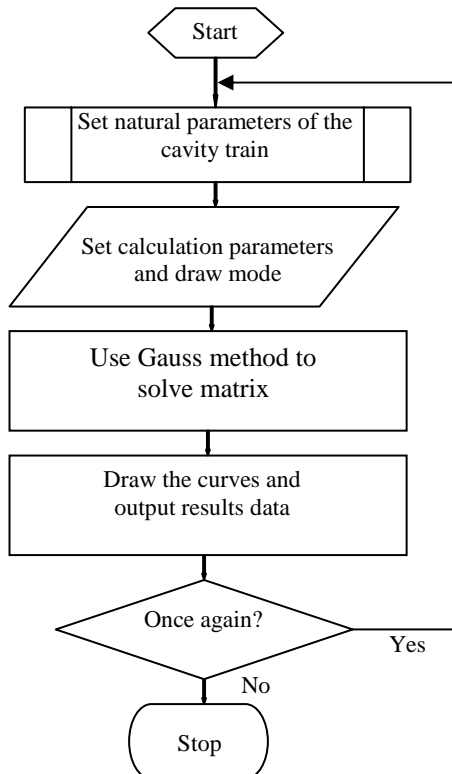 Start
Set natural parameters of the
cavity train
Set calculation parameters
and draw mode
Use Gauss method to
solve matrix
Draw the curves and
output results data
Once again?
Yes
No
Stop